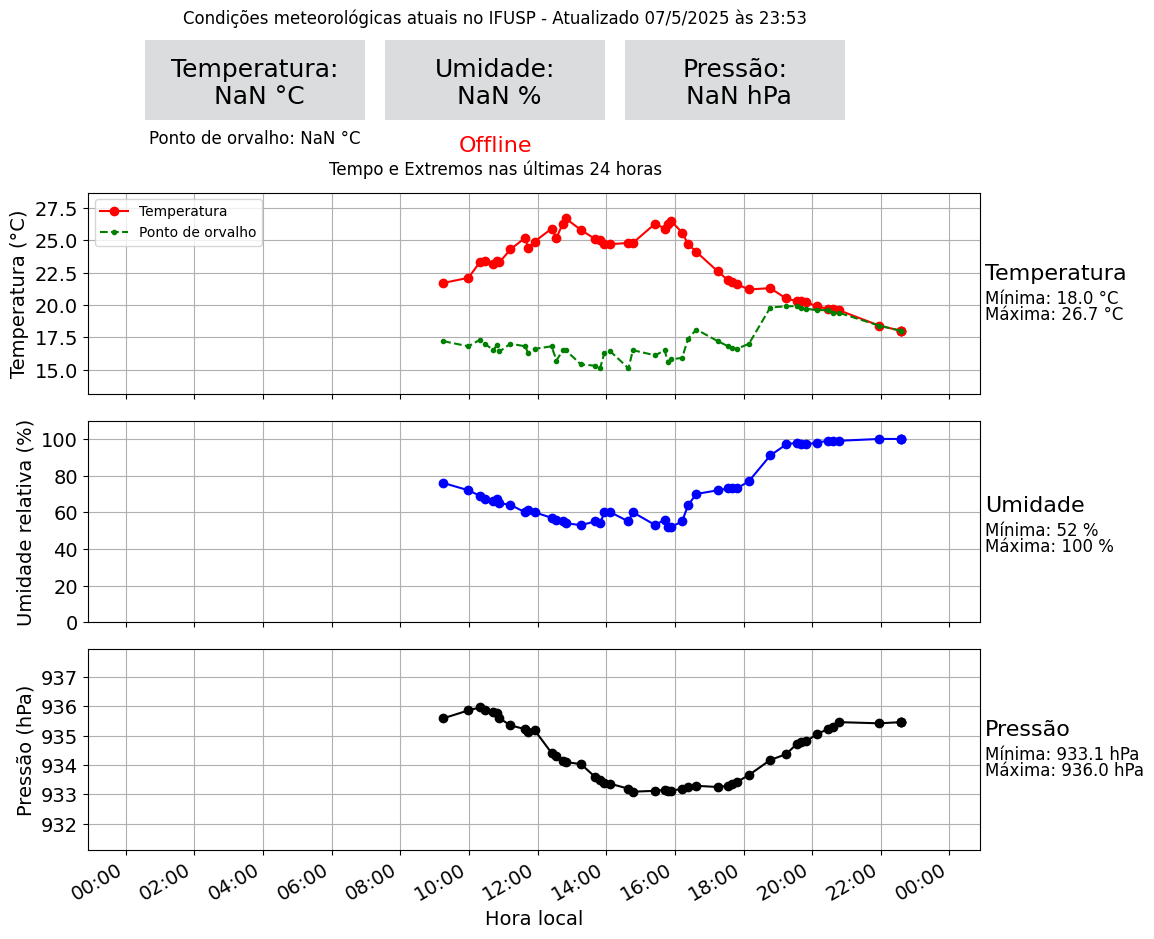 Condições meteorológicas atuais no IFUSP - Atualizado 07/5/2025 às 23:53
Temperatura:
NaN °C
Umidade:
NaN %
Pressão:
NaN hPa
Ponto de orvalho: NaN °C
Offline
Tempo e Extremos nas últimas 24 horas
Temperatura (°C)
27.5
25.0
22.5
20.0
17.5
15.0
Temperatura
Ponto de orvalho
Temperatura
Mínima: 18.0 °C
Máxima: 26.7 °C
Umidade relativa (%)
100
80
60
40
20
0
Umidade
Mínima: 52 %
Máxima: 100 %
Pressão (hPa)
937
936
935
934
933
932
Pressão
Mínima: 933.1 hPa
Máxima: 936.0 hPa
00:00 02:00 04:00 06:00 08:00 10:00 12:00 14:00 16:00 18:00 20:00 22:00 00:00
Hora local